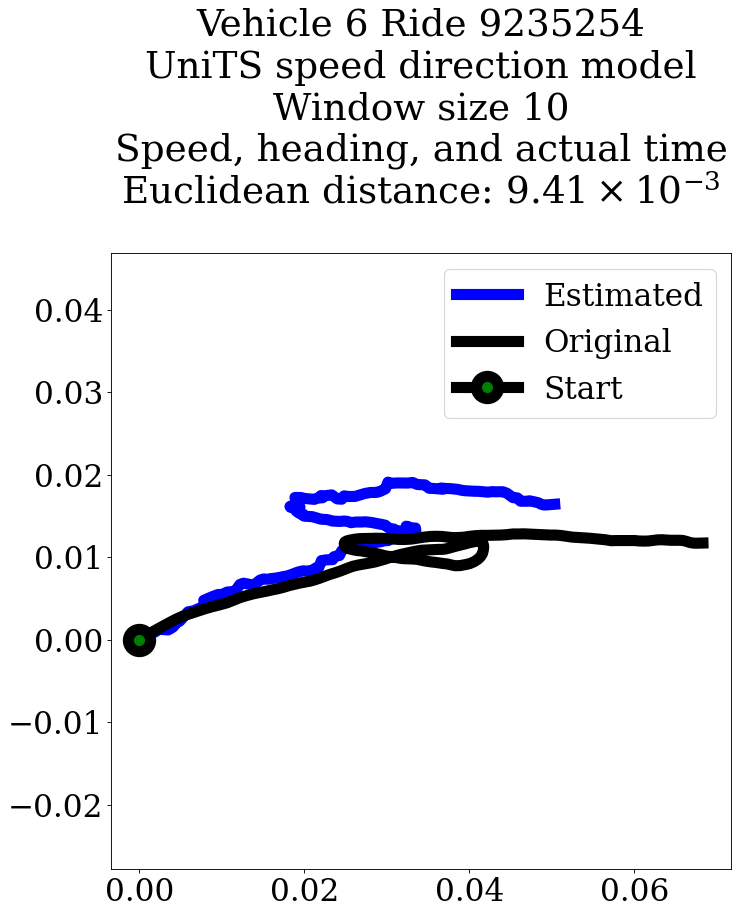 Vehicle 6 Ride 9235254
UniTS speed direction model
Window size 10
Speed, heading, and actual time
Euclidean distance: 9.41 × 10⁻³
Estimated
Original
Start
0.04
0.03
0.02
0.01
0.00
−0.01
−0.02
0.00 0.02 0.04 0.06